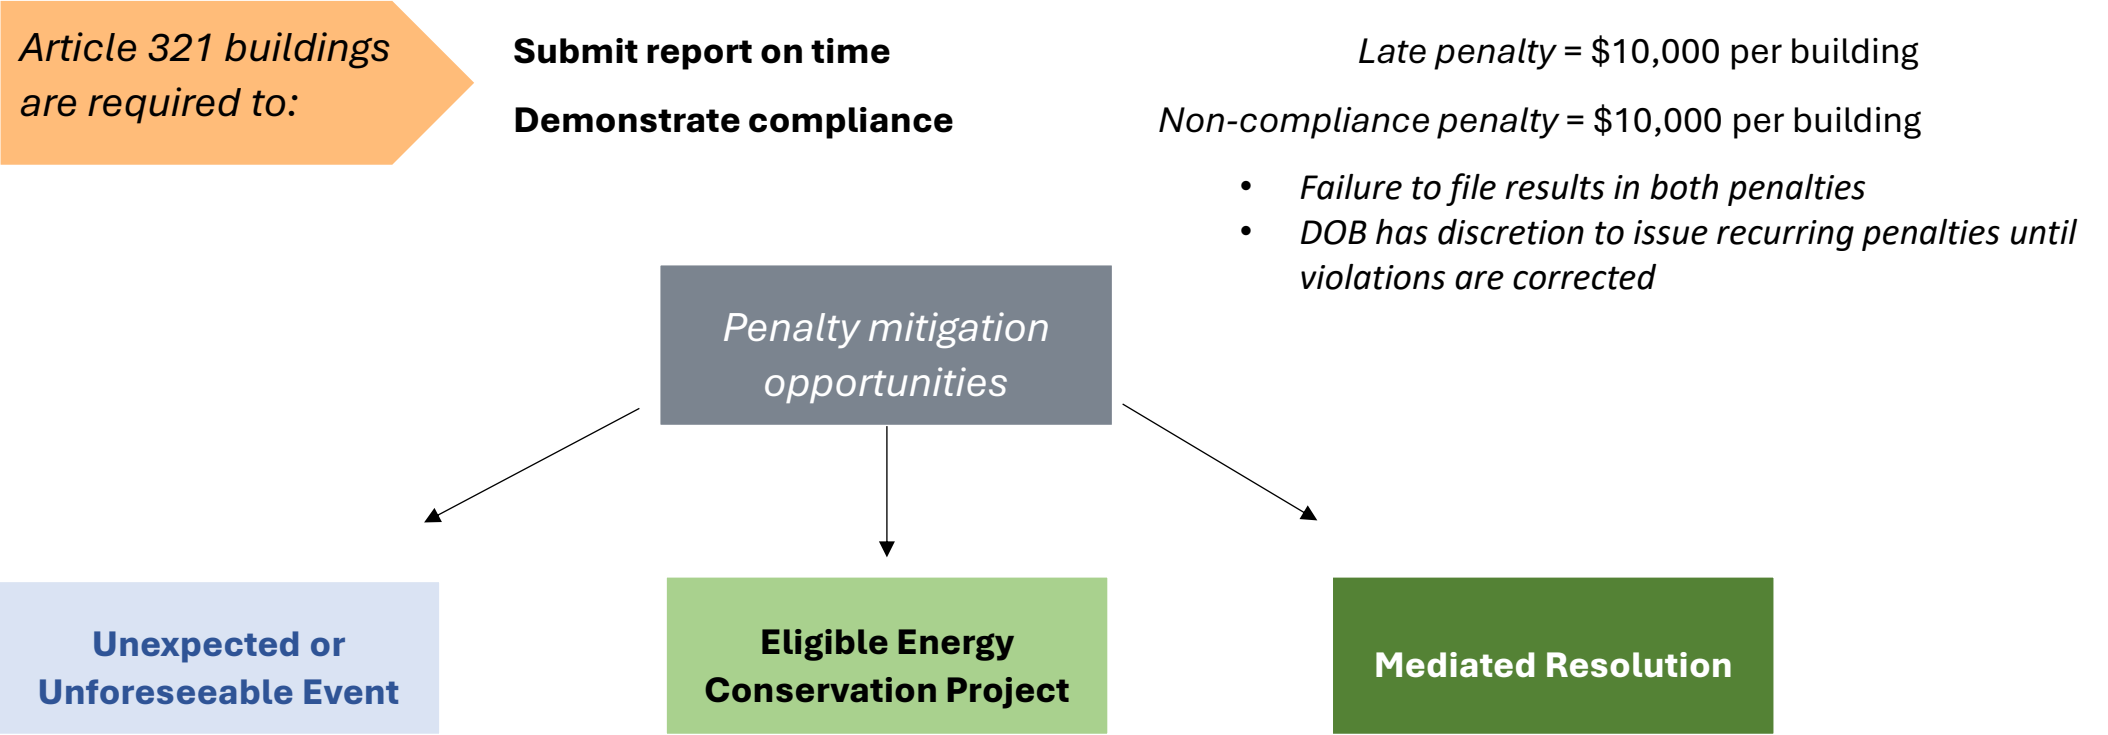 Article 321 buildings
are required to:
Submit report on time
Late penalty = $10,000 per building
Demonstrate compliance
Non-compliance penalty = $10,000 per building
• Failure to file results in both penalties
• DOB has discretion to issue recurring penalties until
violations are corrected
Penalty mitigation
opportunities
Unexpected or
Unforeseeable Event
Eligible Energy
Conservation Project
Mediated Resolution